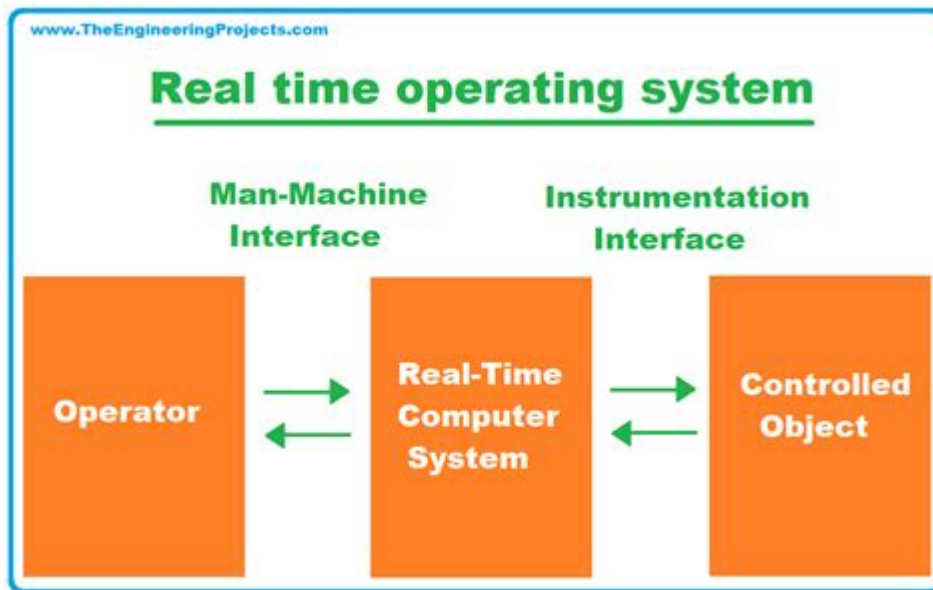 www.TheEngineeringProjects.com
Real time operating system
Man-Machine
Interface
Instrumentation
Interface
Operator
Real-Time
Computer
System
Controlled
Object